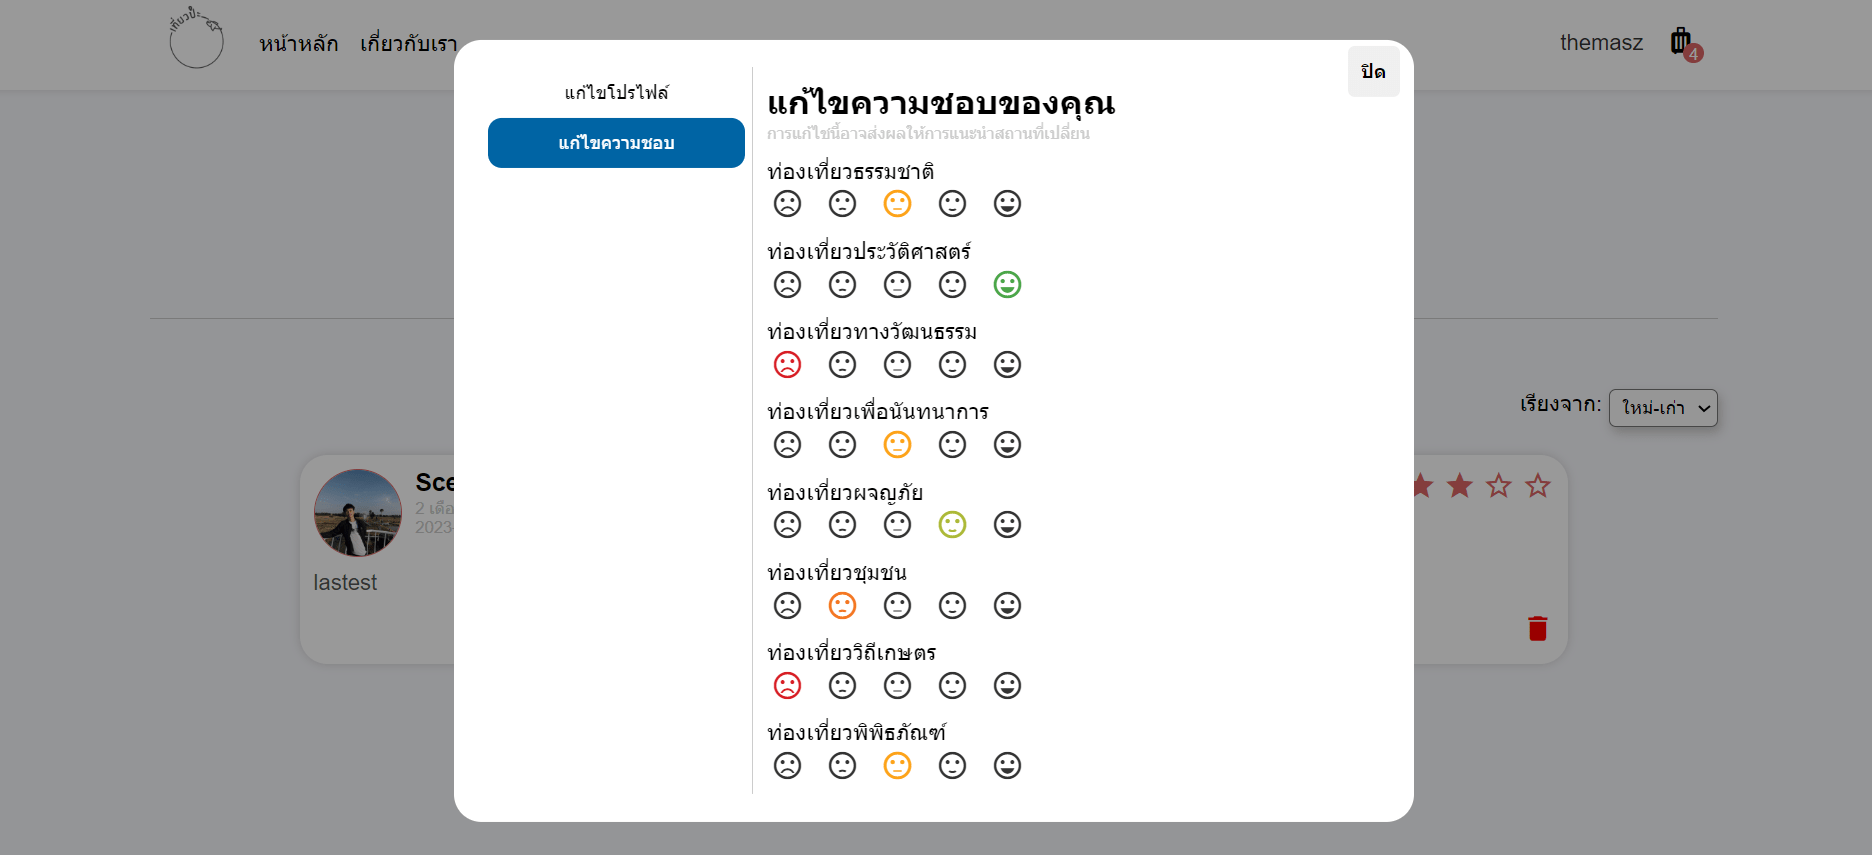 เที่ยวป่ะ
หน้าหลัก เกี่ยวกับเรา
themasz
4
ปิด
แก้ไขโปรไฟล์
แก้ไขความชอบ
แก้ไขความชอบของคุณ
การแก้ไขนี้อาจส่งผลให้การแนะนำสถานที่เปลี่ยน
ท่องเที่ยวธรรมชาติ
ท่องเที่ยวประวัติศาสตร์
ท่องเที่ยวทางวัฒนธรรม
ท่องเที่ยวเพื่อนันทนาการ
ท่องเที่ยวผจญภัย
ท่องเที่ยวชุมชน
ท่องเที่ยววิถีเกษตร
ท่องเที่ยวพิพิธภัณฑ์
เรียงจาก: ใหม่-เก่า
Sce
2 เดือ
2023-
lastest